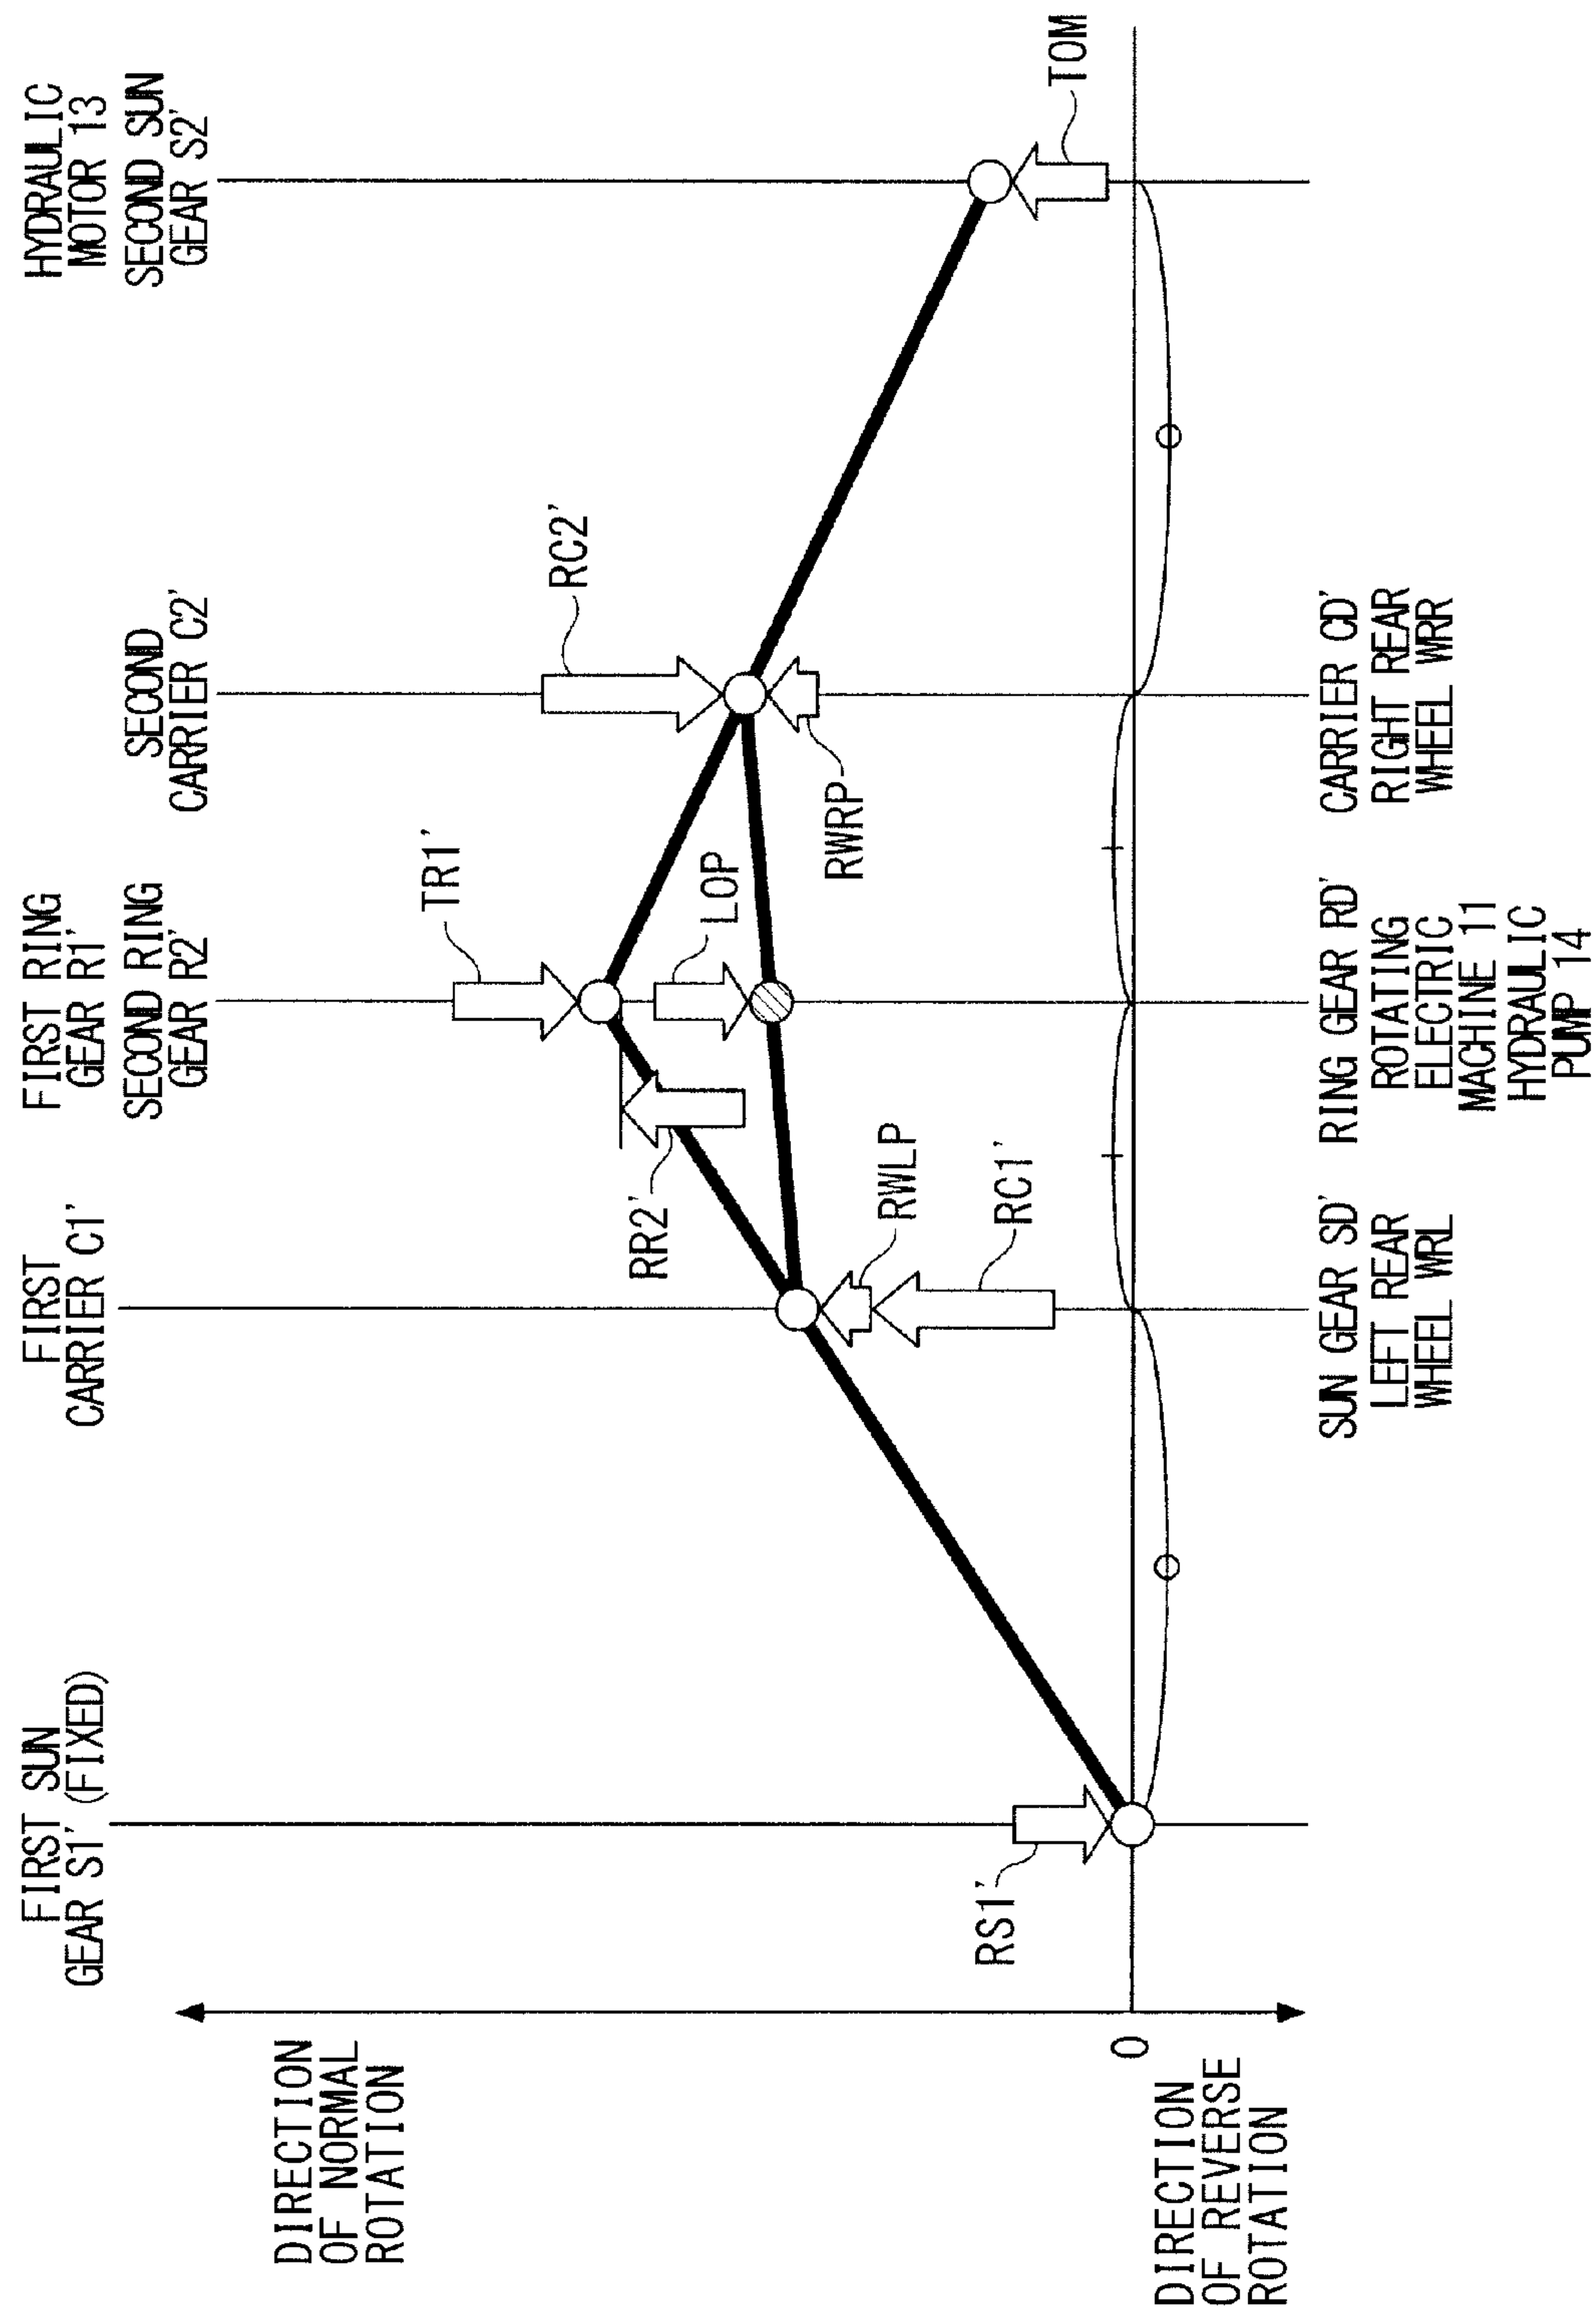 FIRST SUN
GEAR S1' (FIXED)
FIRST
CARRIER C1'
FIRST RING
GEAR R1'
SECOND RING
GEAR R2'
SECOND
CARRIER C2'
HYDRAULIC
MOTOR 13
SECOND SUN
GEAR S2'
DIRECTION
OF NORMAL
ROTATION
TR1'
RC2'
RR2'
LOP
RWLP
RWRP
RS1'
RC1'
TOM
0
DIRECTION
OF REVERSE
ROTATION
SUN GEAR SD'
LEFT REAR
WHEEL WRL
RING GEAR RD'
ROTATING
ELECTRIC
MACHINE 11
HYDRAULIC
PUMP 14
CARRIER CD'
RIGHT REAR
WHEEL WRR